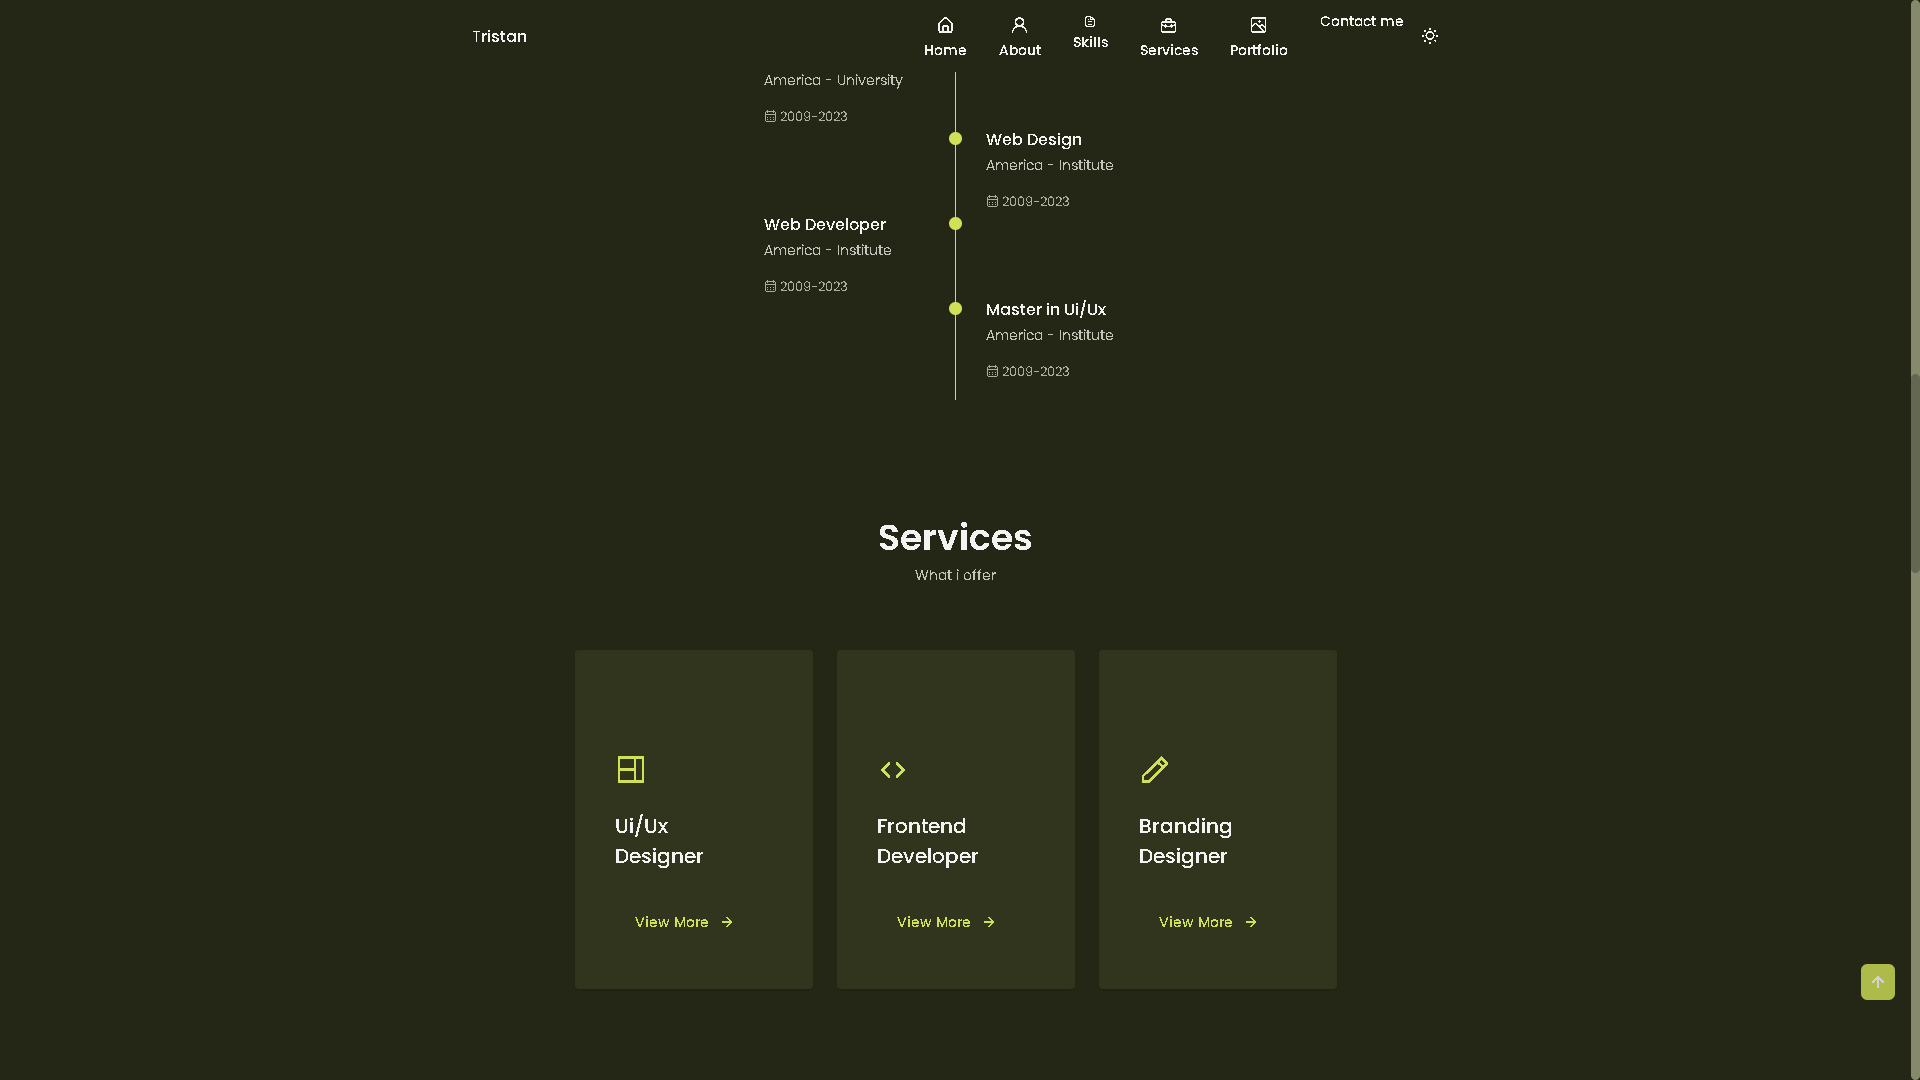 Tristan
Home
About
Skills
Services
Portfolio
Contact me
America - University
2009-2023
Web Design
America - Institute
2009-2023
Web Developer
America - Institute
2009-2023
Master in Ui/Ux
America - Institute
2009-2023
Services
What i offer
Ui/Ux
Designer
View More
Frontend
Developer
View More
Branding
Designer
View More